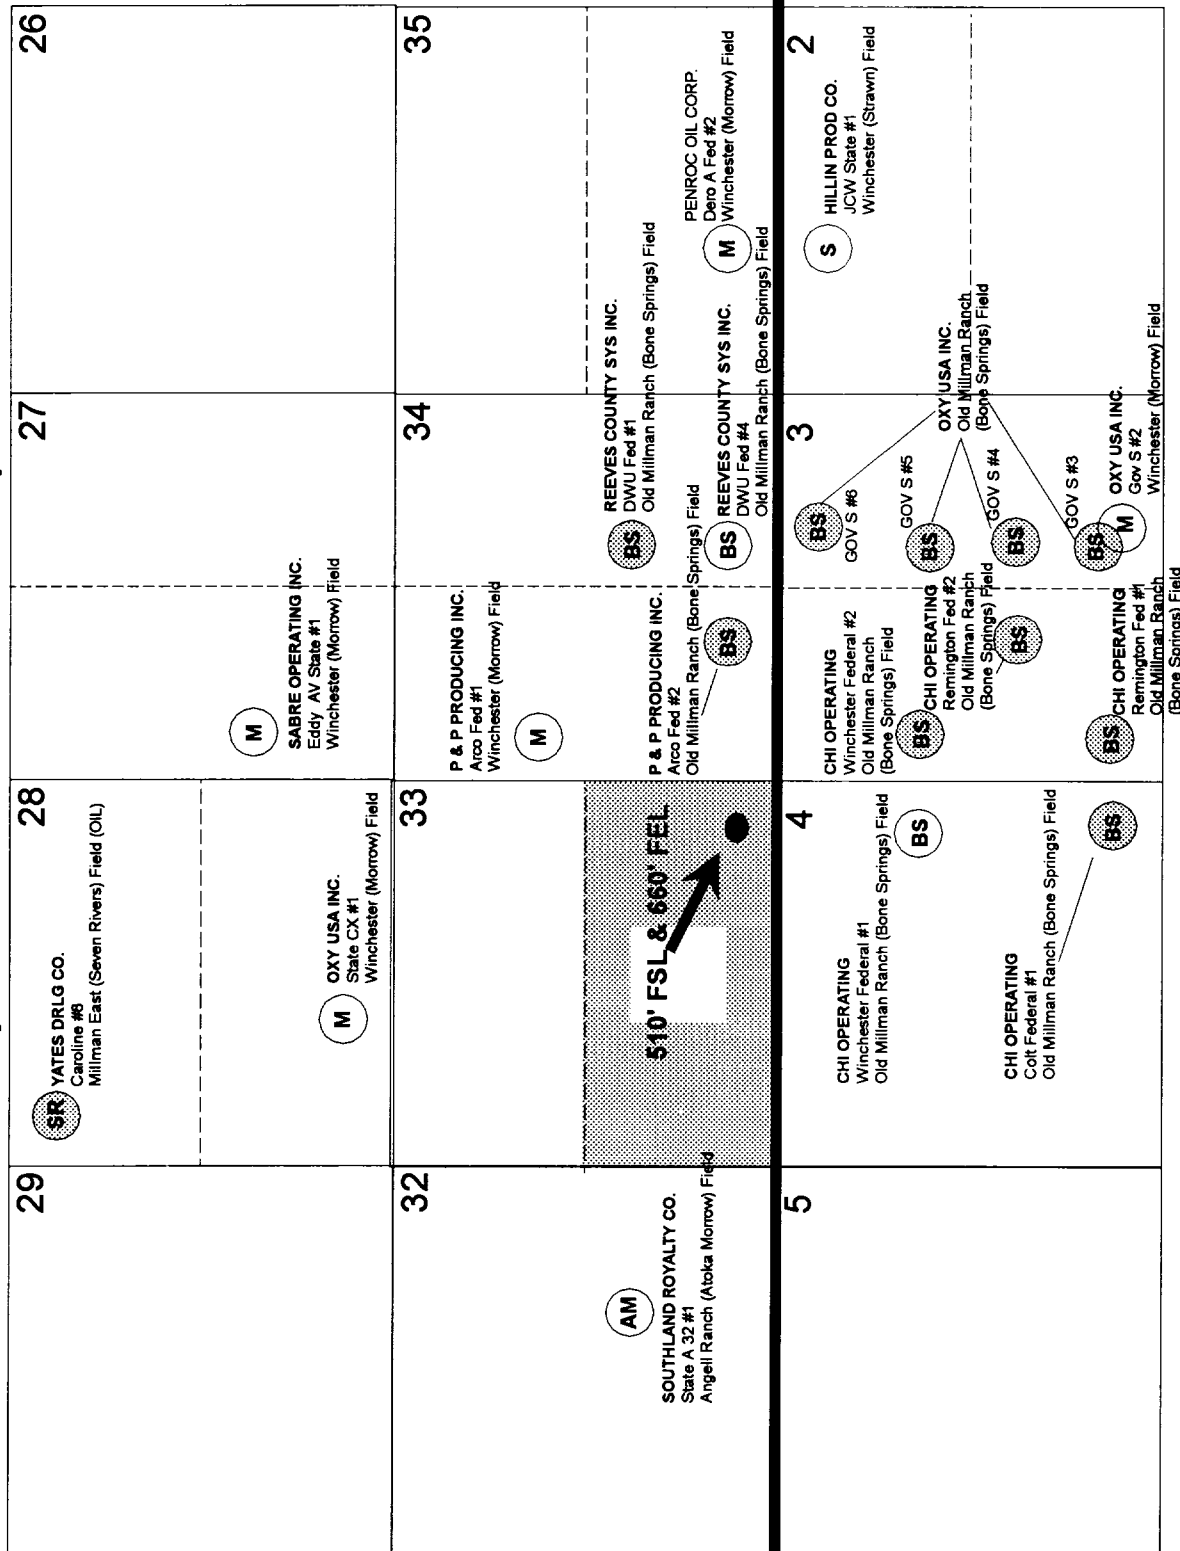 29
28
27
26
SR
YATES DRLG CO.
Caroline #6
Millman East (Seven Rivers) Field (OIL)
M
OXY USA INC.
State CX #1
Winchester (Morrow) Field
M
SABRE OPERATING INC.
Eddy AV State #1
Winchester (Morrow) Field
32
33
34
35
AM
SOUTHLAND ROYALTY CO.
State A 32 #1
Angell Ranch (Atoka Morrow) Field
510' FSL & 660' FEL
P & P PRODUCING INC.
Arco Fed #1
Winchester (Morrow) Field
M
P & P PRODUCING INC.
Arco Fed #2
Old Millman Ranch (Bone Springs) Field
BS
REEVES COUNTY SYS INC.
DWU Fed #1
Old Millman Ranch (Bone Springs) Field
BS
REEVES COUNTY SYS INC.
DWU Fed #4
Old Millman Ranch (Bone Springs) Field
BS
PENROC OIL CORP.
Dero A Fed #2
Winchester (Morrow) Field
M
5
4
3
2
CHI OPERATING
Winchester Federal #1
Old Millman Ranch (Bone Springs) Field
BS
CHI OPERATING
Colt Federal #1
Old Millman Ranch (Bone Springs) Field
BS
CHI OPERATING
Winchester Federal #2
Old Millman Ranch
(Bone Springs) Field
BS
CHI OPERATING
Remington Fed #2
Old Millman Ranch
(Bone Springs) Field
BS
CHI OPERATING
Remington Fed #1
Old Millman Ranch
(Bone Springs) Field
BS
BS
GOV S #6
BS
GOV S #5
BS
GOV S #4
BS
GOV S #3
OXY USA INC.
Old Millman Ranch
(Bone Springs) Field
M
OXY USA INC.
Gov S #2
Winchester (Morrow) Field
S
HILLIN PROD CO.
JCW State #1
Winchester (Strawn) Field